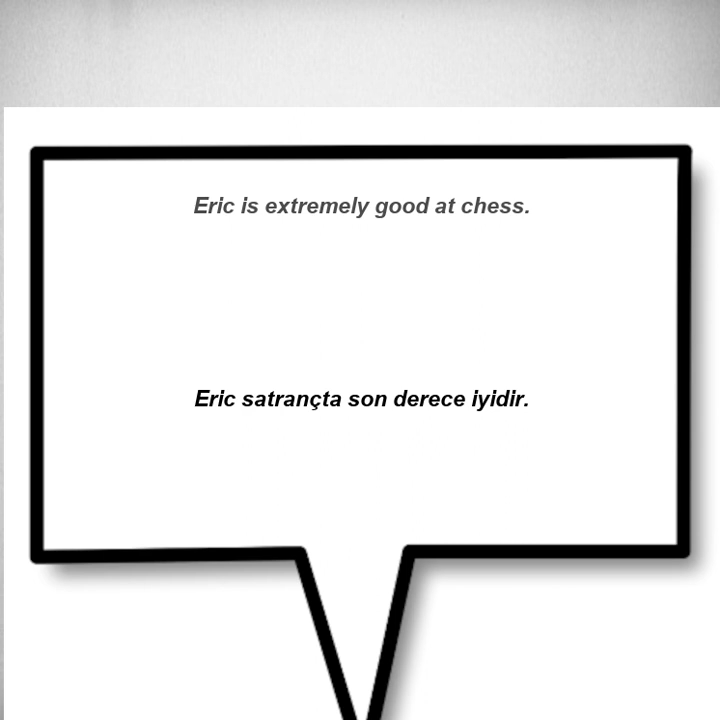 Eric is extremely good at chess.
Eric satrançta son derece iyidir.